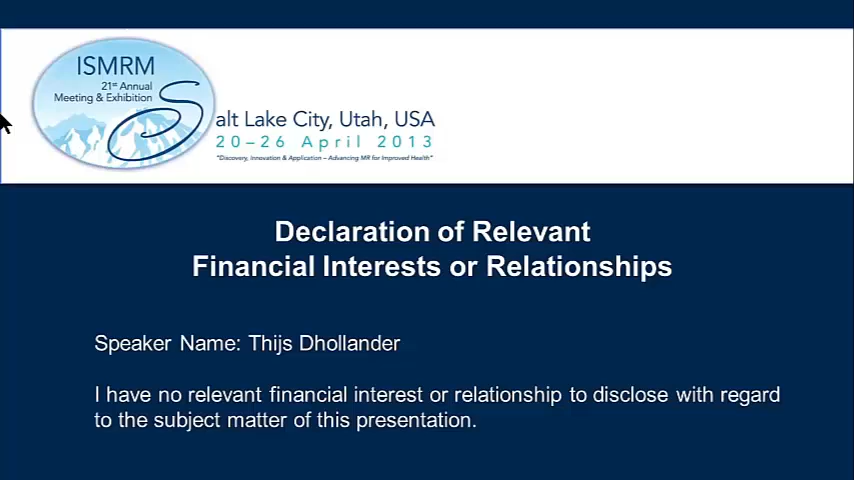 ISMRM
21st Annual
Meeting & Exhibition
Salt Lake City, Utah, USA
20–26 April 2013
"Discovery, Innovation & Application – Advancing MR for Improved Health"
Declaration of Relevant
Financial Interests or Relationships
Speaker Name: Thijs Dhollander
I have no relevant financial interest or relationship to disclose with regard
to the subject matter of this presentation.